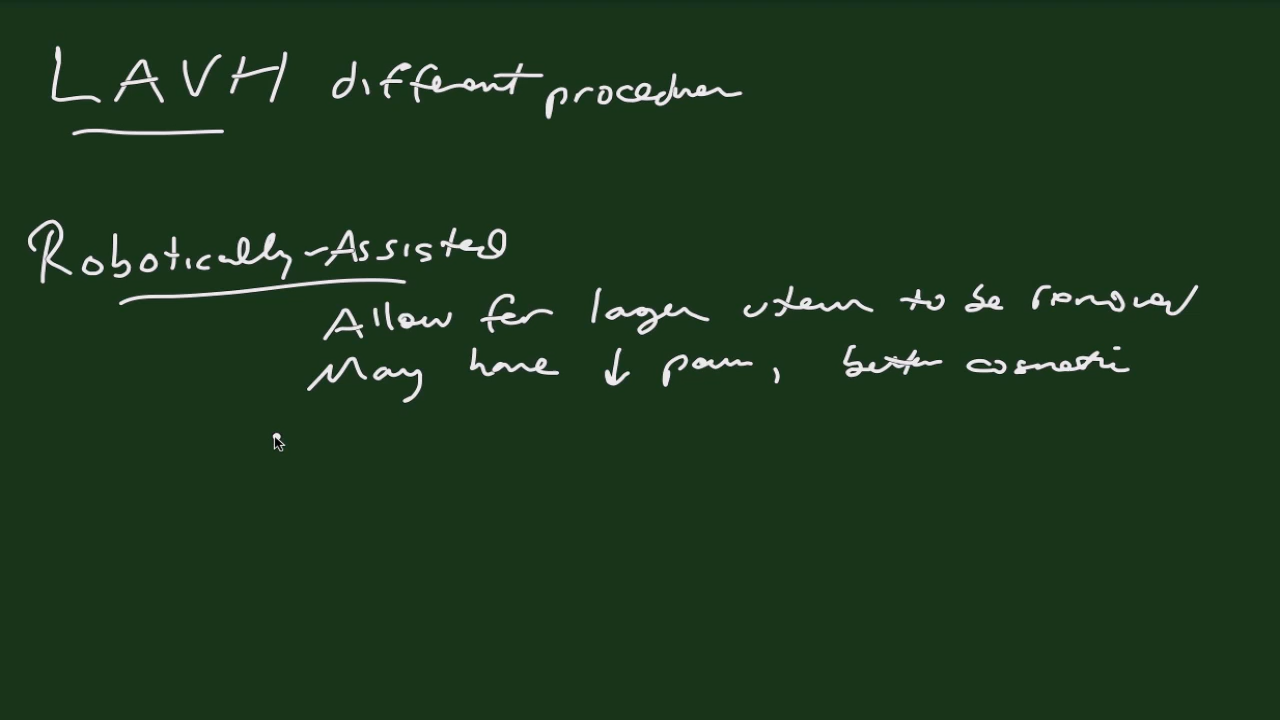 LAVH different procedure
Robotically-Assisted
Allow for larger uterus to be removed
May have ↓ pain, better cosmetic